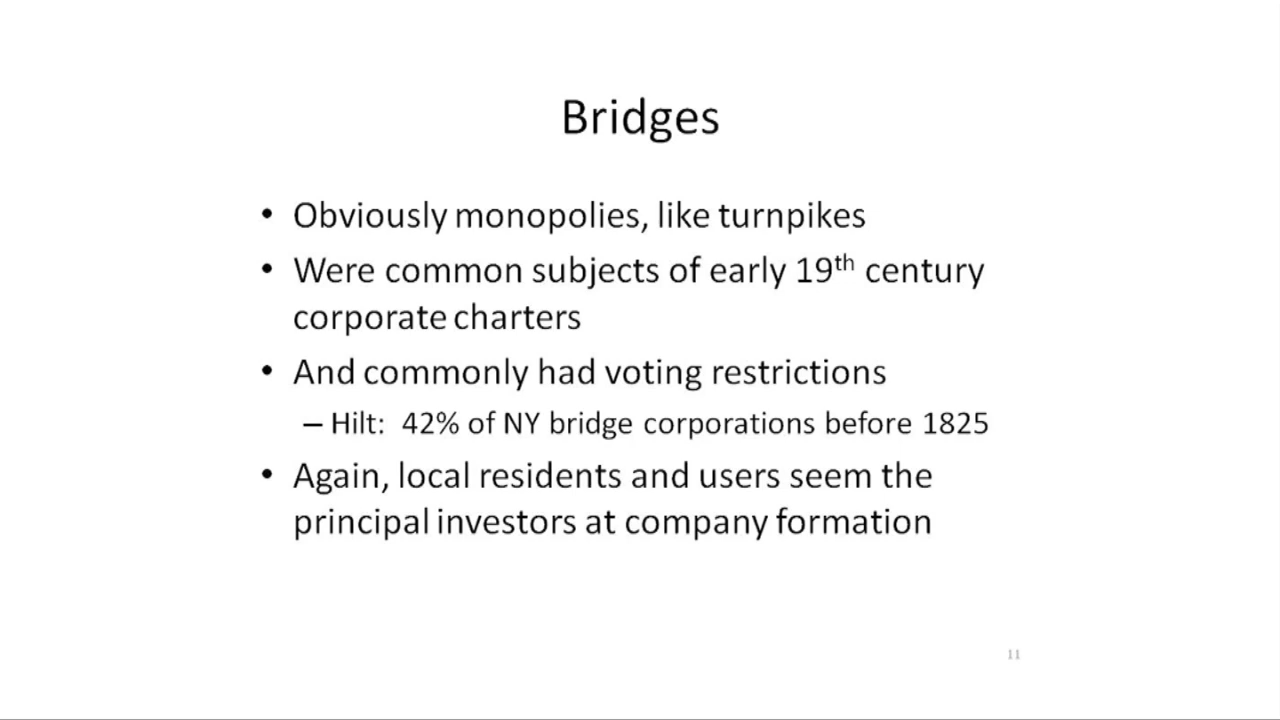 Bridges
• Obviously monopolies, like turnpikes
• Were common subjects of early 19th century
corporate charters
• And commonly had voting restrictions
– Hilt: 42% of NY bridge corporations before 1825
• Again, local residents and users seem the
principal investors at company formation
11